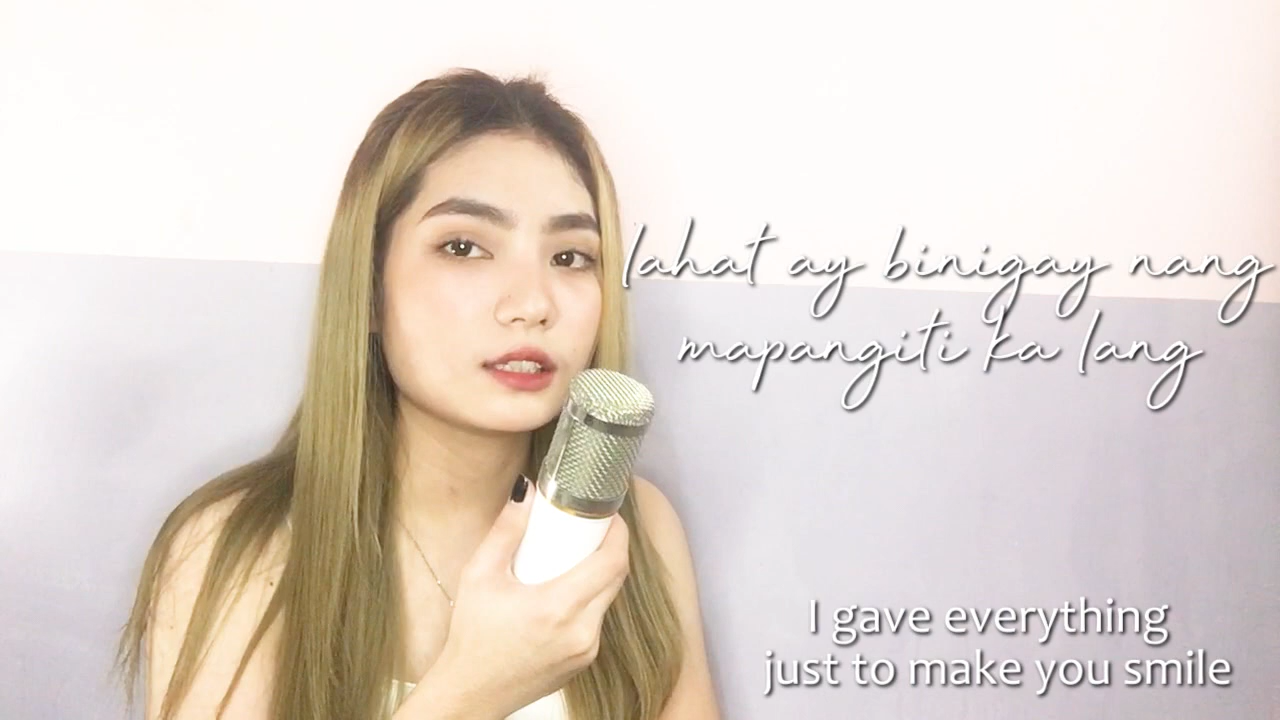 lahat ay binigay nang
mapangiti ka lang
I gave everything
just to make you smile